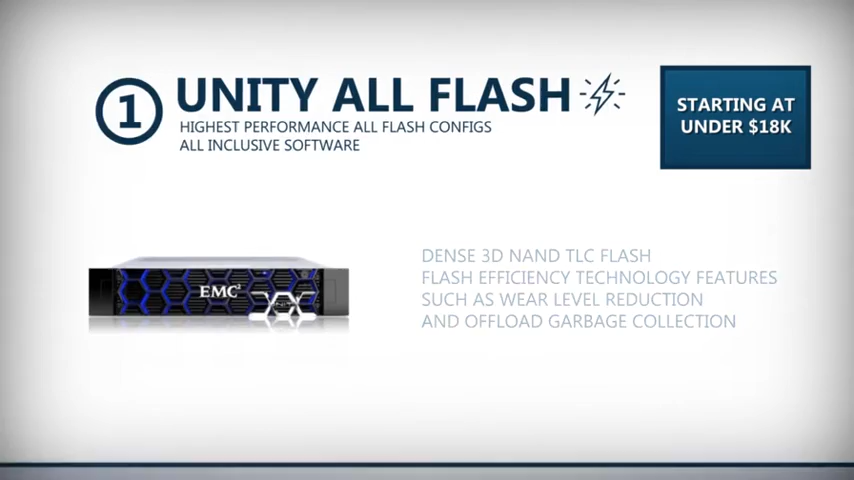 1
UNITY ALL FLASH
HIGHEST PERFORMANCE ALL FLASH CONFIGS
ALL INCLUSIVE SOFTWARE
STARTING AT
UNDER $18K
EMC²
DENSE 3D NAND TLC FLASH
FLASH EFFICIENCY TECHNOLOGY FEATURES
SUCH AS WEAR LEVEL REDUCTION
AND OFFLOAD GARBAGE COLLECTION